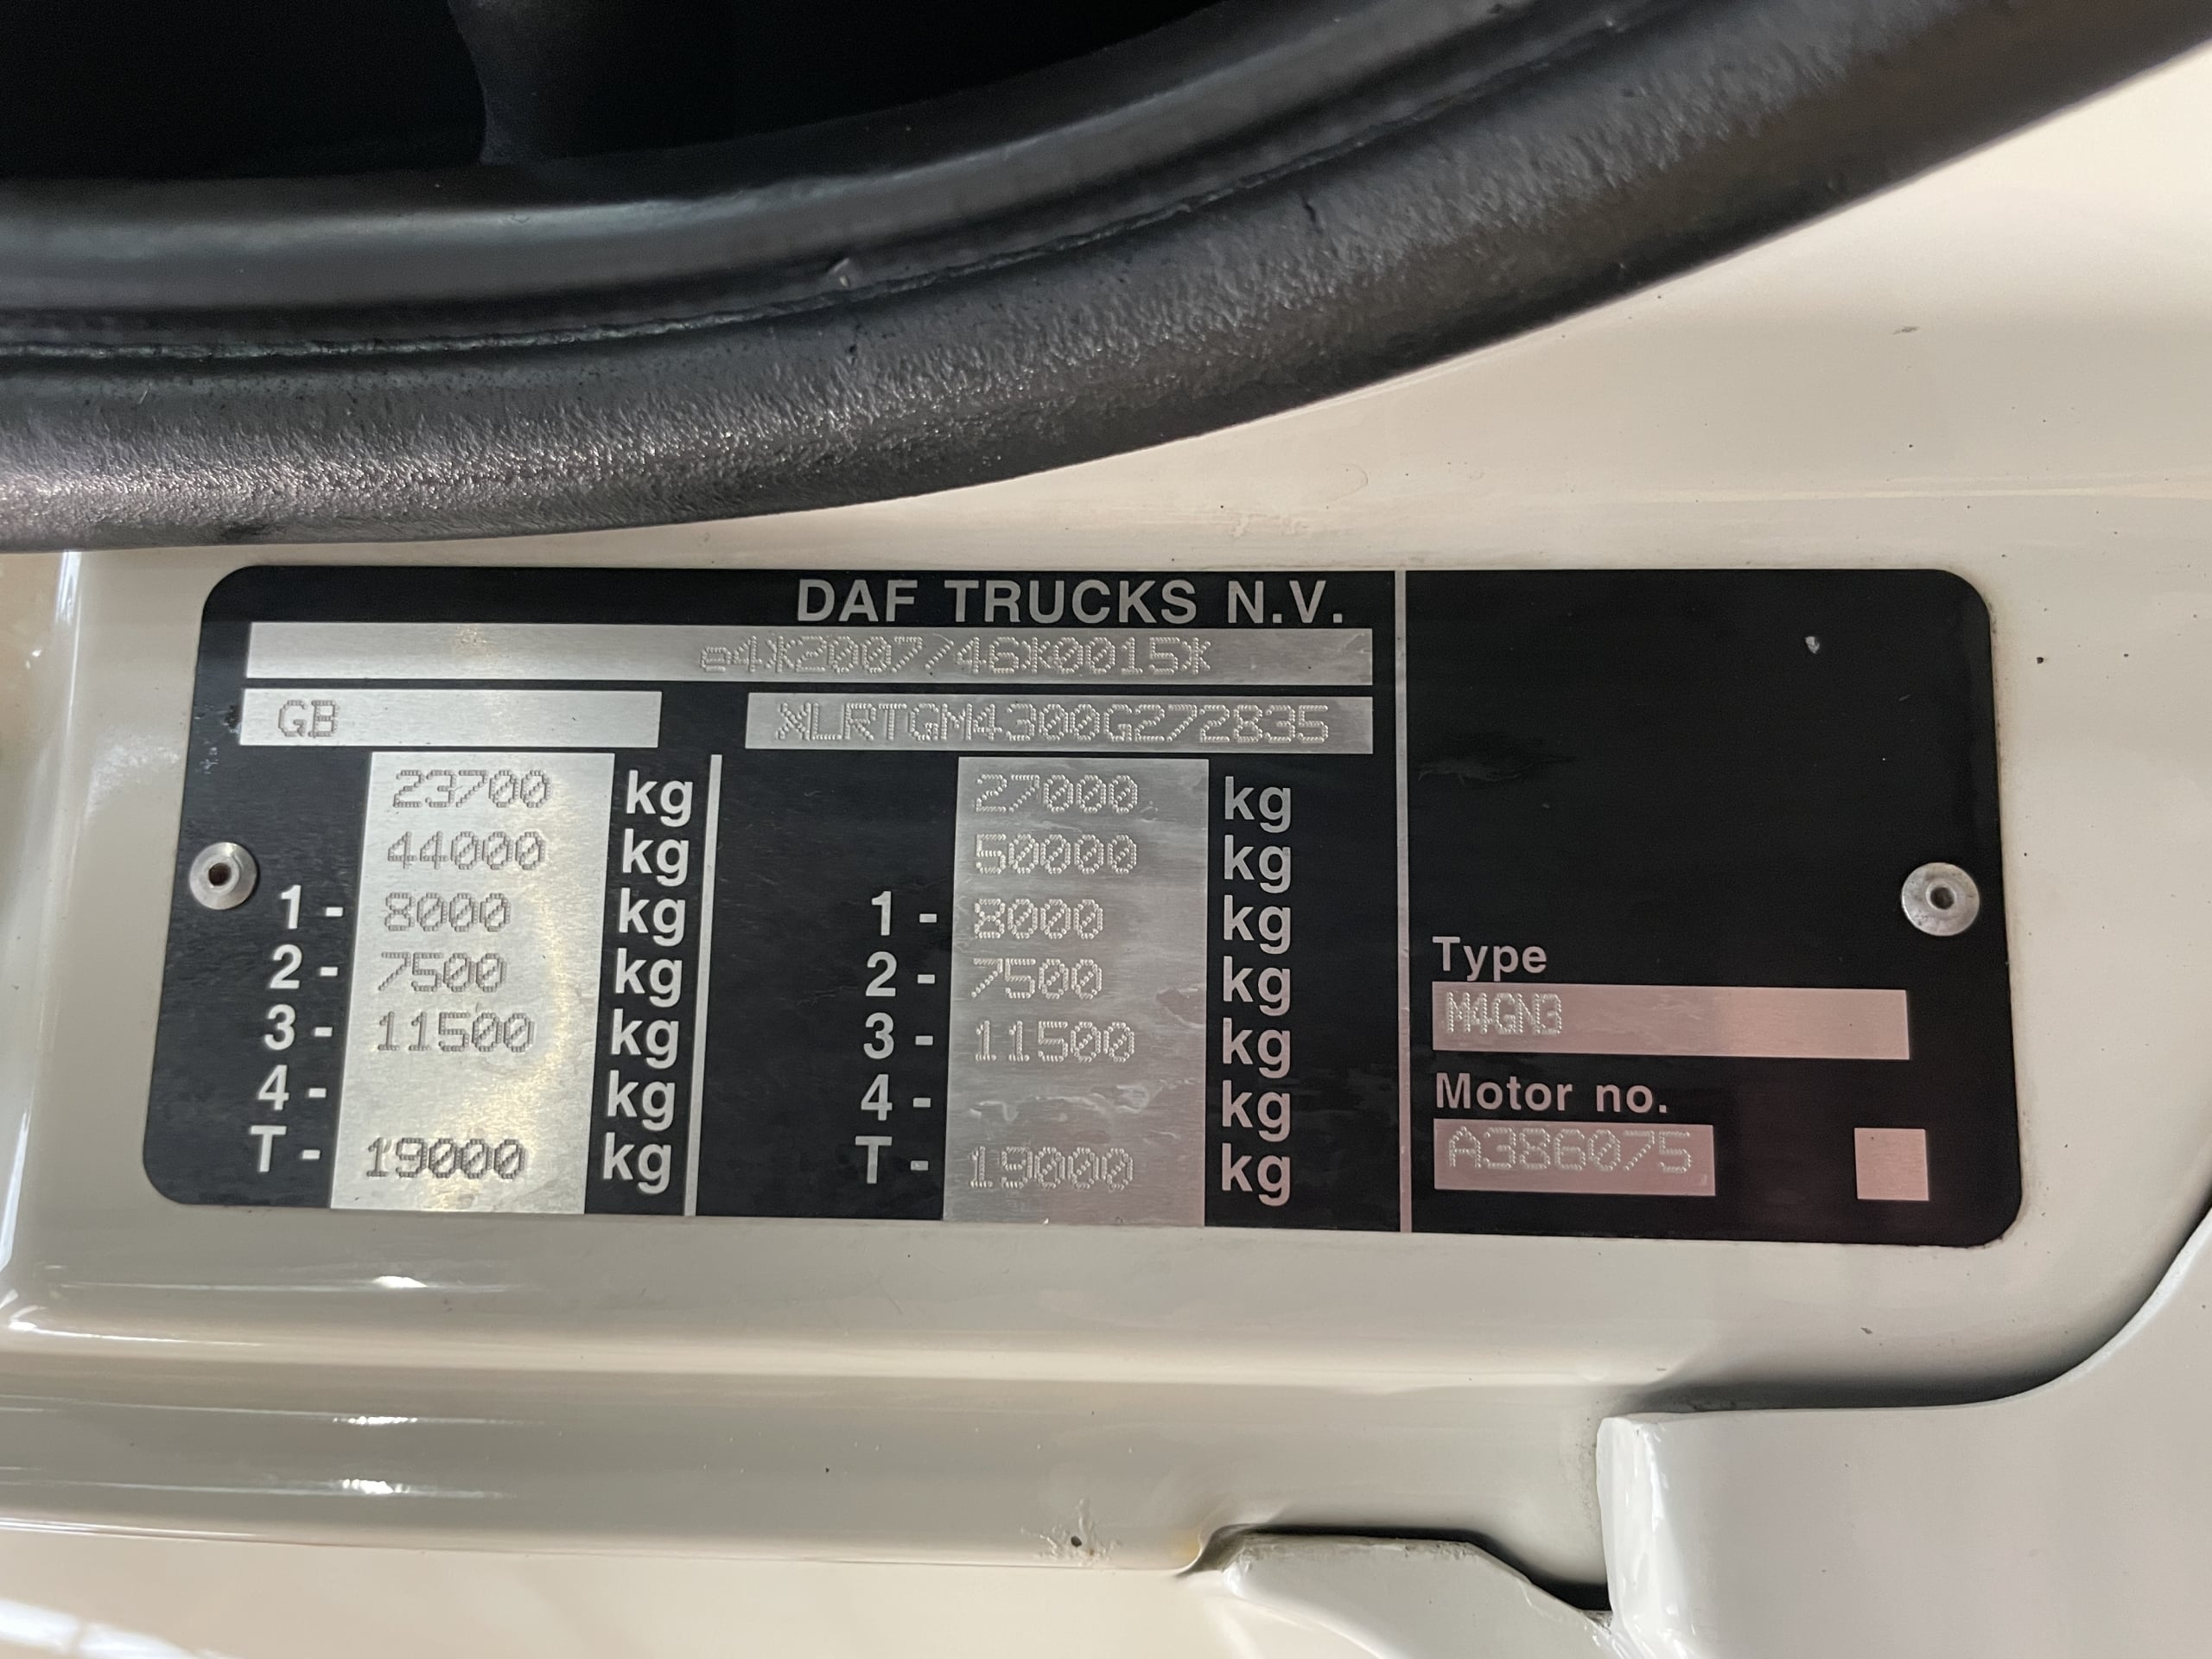 DAF TRUCKS N.V.
e4*2007/46*0015*
GB XLRTGM4300G272835
23700 kg 27000 kg
44000 kg 50000 kg
1- 8000 kg 1- 8000 kg
2- 7500 kg 2- 7500 kg
3- 11500 kg 3- 11500 kg
4- kg 4- kg
T- 19000 kg T- 19000 kg
Type
M4GN3
Motor no.
A386075